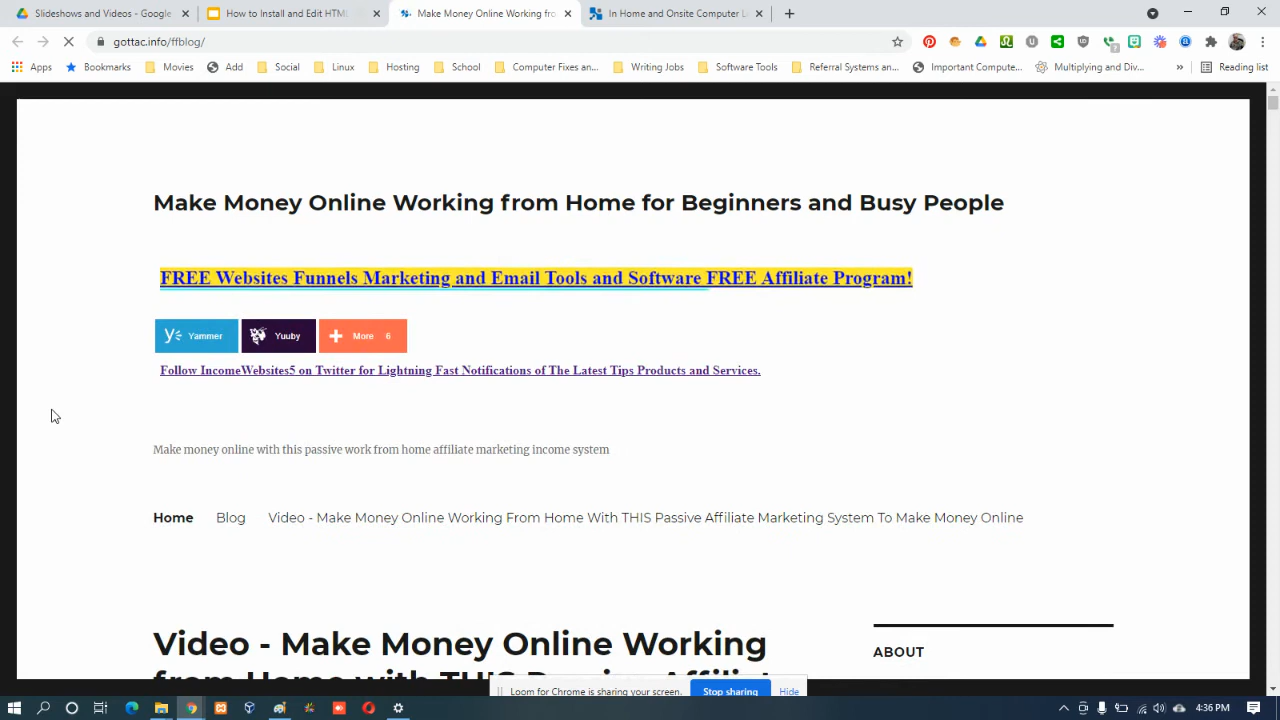 Slideshows and Videos - Google
How to Install and Edit HTML
Make Money Online Working fro
In Home and Onsite Computer L
gottac.info/ffblog/
Apps
Bookmarks
Movies
Add
Social
Linux
Hosting
School
Computer Fixes an...
Writing Jobs
Software Tools
Referral Systems an...
Important Compute...
Multiplying and Div...
»
Reading list
Make Money Online Working from Home for Beginners and Busy People
FREE Websites Funnels Marketing and Email Tools and Software FREE Affiliate Program!
Yammer
Yuuby
More 6
Follow IncomeWebsites5 on Twitter for Lightning Fast Notifications of The Latest Tips Products and Services.
Make money online with this passive work from home affiliate marketing income system
Home
Blog
Video - Make Money Online Working From Home With THIS Passive Affiliate Marketing System To Make Money Online
Video - Make Money Online Working
from Home with THIS Passive Affiliate
ABOUT
Loom for Chrome is sharing your screen.
Stop sharing
Hide
4:36 PM